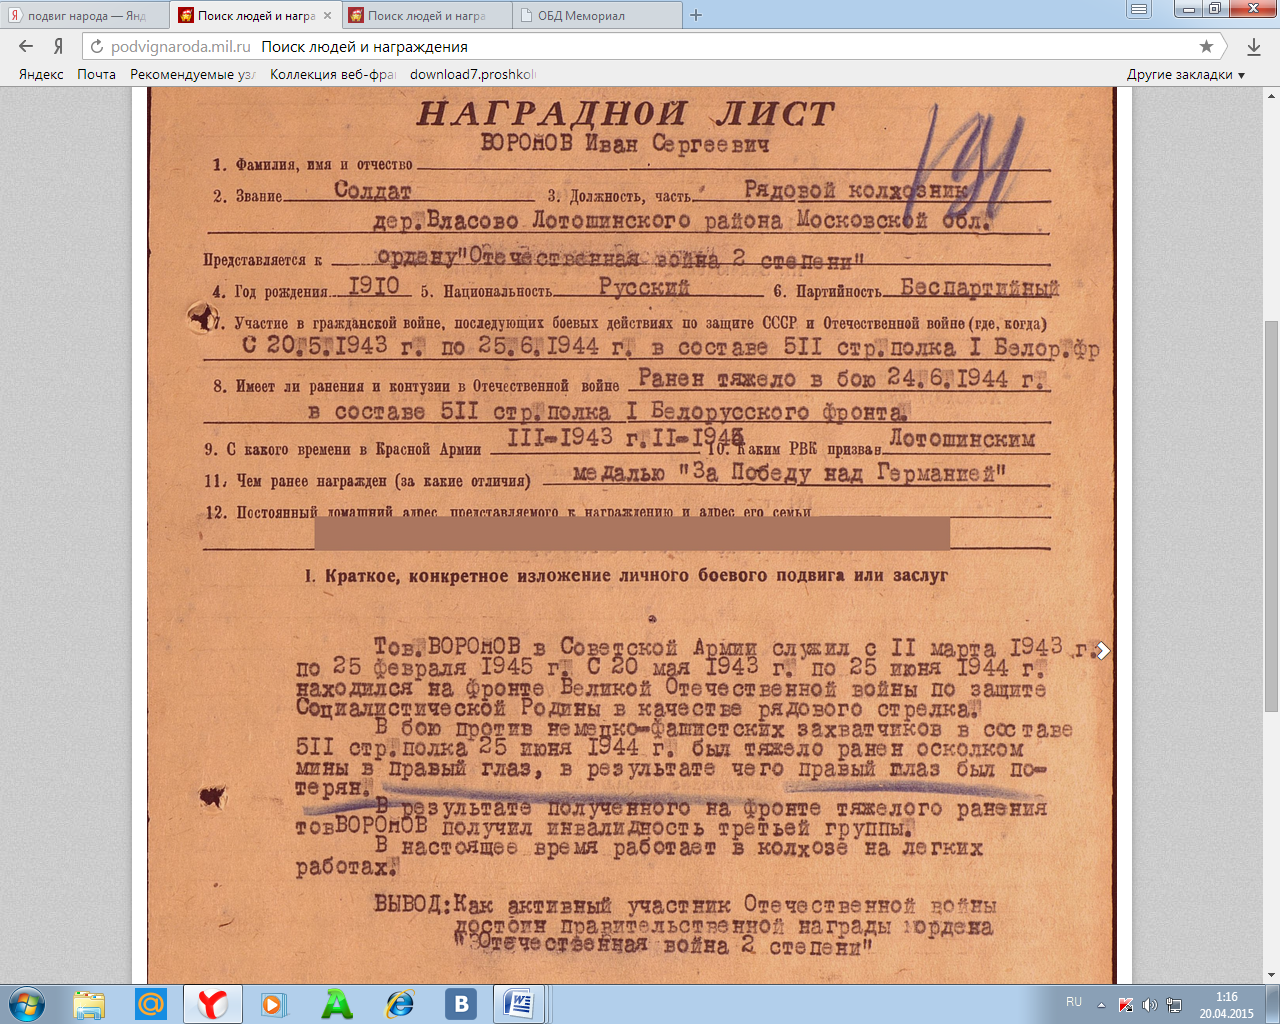 подвиг народа — Янд
Поиск людей и награ
Поиск людей и награ
ОБД Мемориал
podvignaroda.mil.ru Поиск людей и награждения
Яндекс Почта Рекомендуемые уз Коллекция веб-фра download7.proshkol
Другие закладки
НАГРАДНОЙ ЛИСТ
ВОРОНОВ Иван Сергеевич
1. Фамилия, имя и отчество
2. Звание Солдат 3. Должность, часть Рядовой колхозник
дер.Власово Лотошинского района Московской обл.
Представляется к ордену"Отечественная война 2 степени"
4. Год рождения 1910 5. Национальность Русский 6. Партийность Беспартийный
7. Участие в гражданской войне, последующих боевых действиях по защите СССР и Отечественной войне (где, когда)
С 20.5.1943 г. по 25.6.1944 г. в составе 5II стр.полка I Белор.фр
8. Имеет ли ранения и контузии в Отечественной войне Ранен тяжело в бою 24.6.1944 г.
в составе 5II стр.полка I Белорусского фронта.
9. С какого времени в Красной Армии III-1943 г.II-1945 10. Каким РВК призван Лотошинским
11. Чем ранее награжден (за какие отличия) медалью "За Победу над Германией"
12. Постоянный домашний адрес представляемого к награждению и адрес его семьи
I. Краткое, конкретное изложение личного боевого подвига или заслуг
Тов.ВОРОНОВ в Советской Армии служил с II марта 1943 г.
по 25 февраля 1945 г. С 20 мая 1943 г. по 25 июня 1944 г.
находился на фронте Великой Отечественной войны по защите
Социалистической Родины в качестве рядового стрелка.
В бою против немецко-фашистских захватчиков в составе
5II стр.полка 25 июня 1944 г. был тяжело ранен осколком
мины в правый глаз, в результате чего правый глаз был по-
терян.
В результате полученного на фронте тяжелого ранения
товВОРОНОВ получил инвалидность третьей группы.
В настоящее время работает в колхозе на легких
работах.
ВЫВОД:Как активный участник Отечественной войны
достоин правительственной награды ордена
"Отечественная война 2 степени"
RU
1:16
20.04.2015